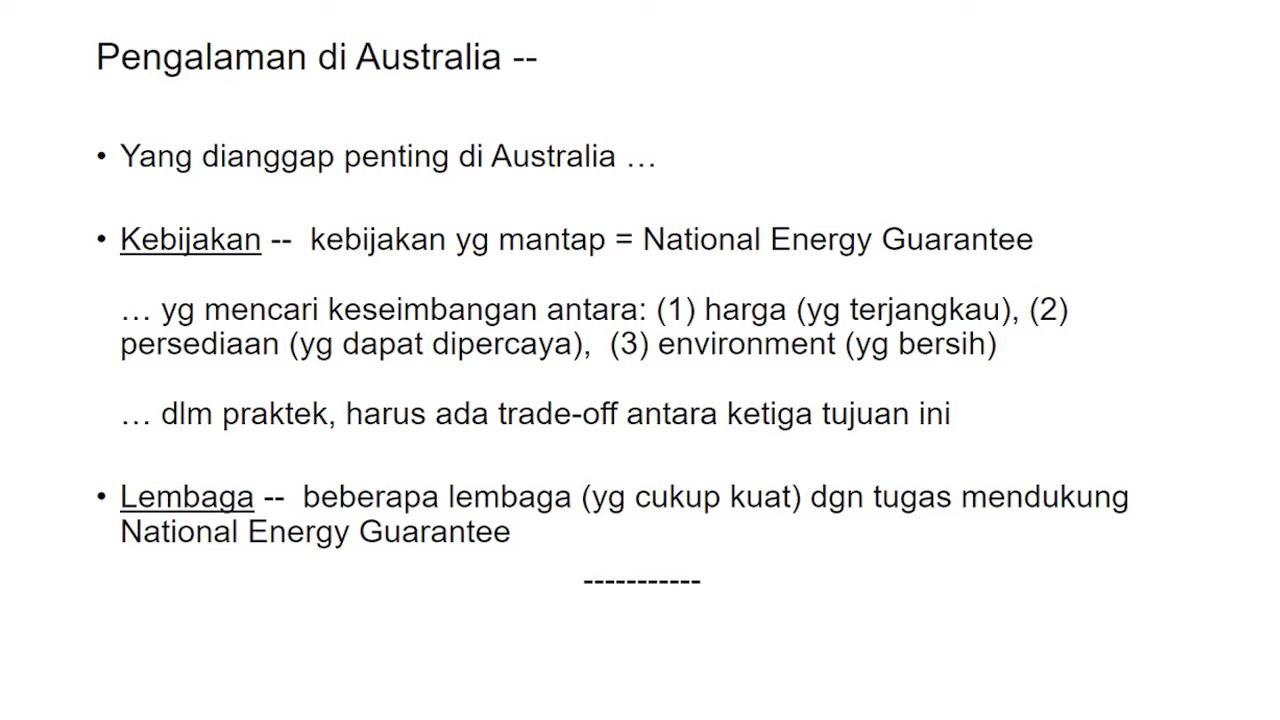 Pengalaman di Australia --
• Yang dianggap penting di Australia …
• Kebijakan -- kebijakan yg mantap = National Energy Guarantee
… yg mencari keseimbangan antara: (1) harga (yg terjangkau), (2)
persediaan (yg dapat dipercaya), (3) environment (yg bersih)
… dlm praktek, harus ada trade-off antara ketiga tujuan ini
• Lembaga -- beberapa lembaga (yg cukup kuat) dgn tugas mendukung
National Energy Guarantee
-----------